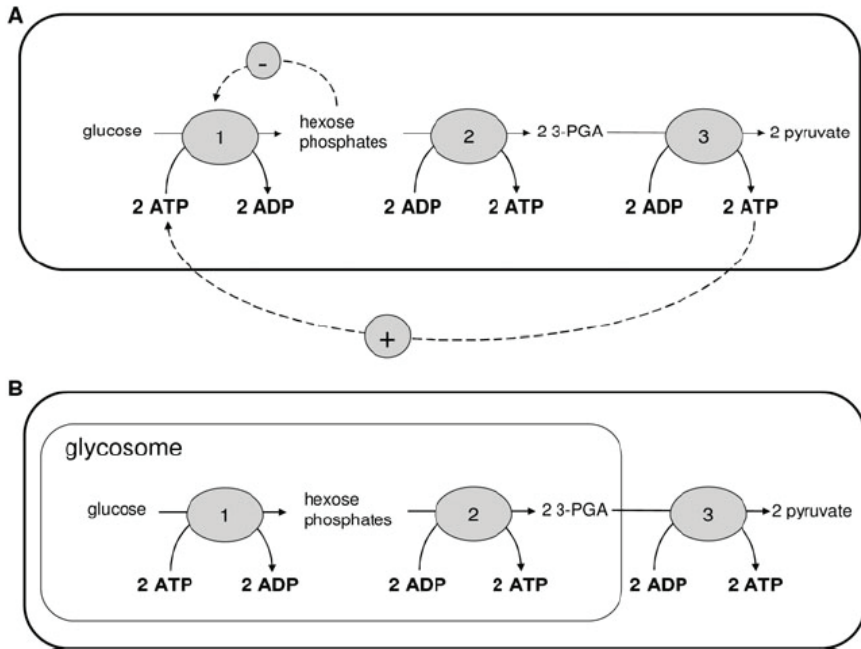 A
-
glucose
1
hexose
phosphates
2
2 3-PGA
3
2 pyruvate
2 ATP
2 ADP
2 ADP
2 ATP
2 ADP
2 ATP
+
B
glycosome
glucose
1
hexose
phosphates
2
2 3-PGA
3
2 pyruvate
2 ATP
2 ADP
2 ADP
2 ATP
2 ADP
2 ATP